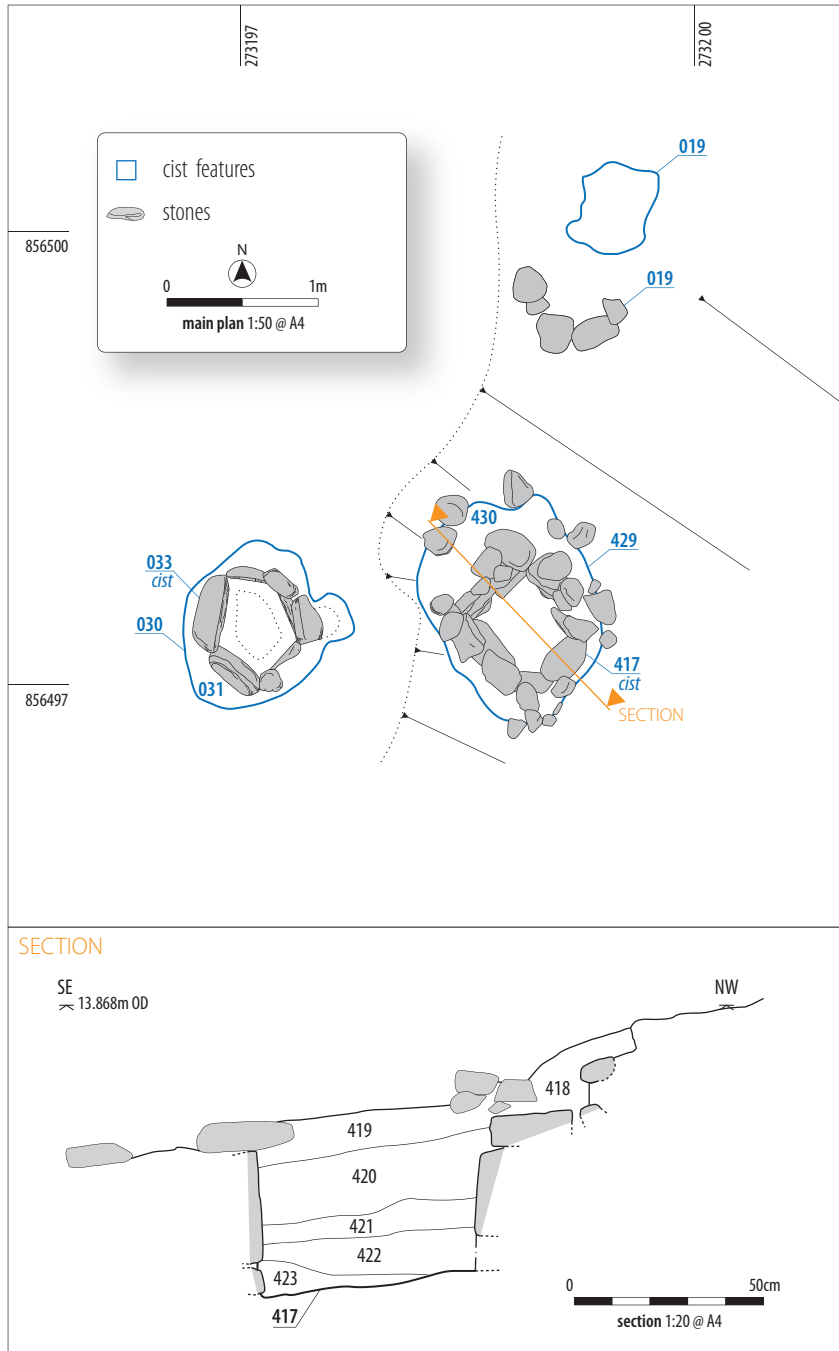 273197
273200
019
cist features
stones
856500
N
0
1m
main plan 1:50 @ A4
019
430
429
033
cist
030
031
417
cist
856497
SECTION
SECTION
SE
13.868m OD
NW
418
419
420
421
422
423
417
0
50cm
section 1:20 @ A4